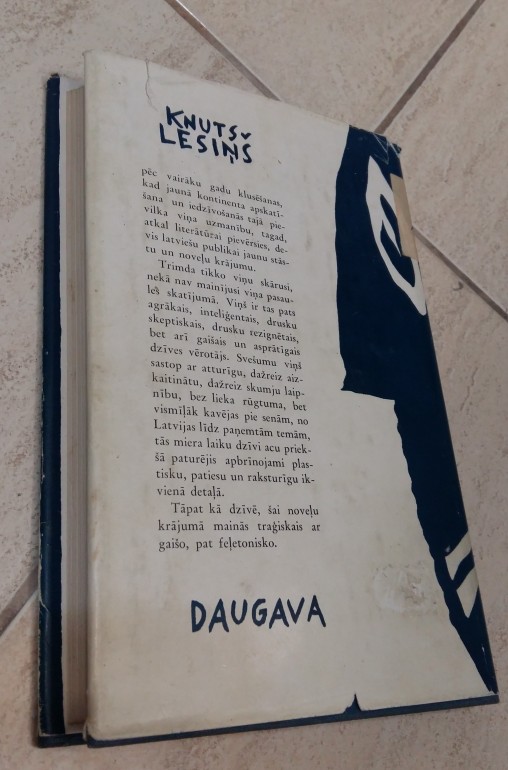 KNUTS
LESIŅŠ
pēc vairāku gadu klusēšanas,
kad jaunā kontinenta apskatī-
šana un iedzīvošanās tajā pie-
vilka viņa uzmanību, tagad,
atkal literātūrai pievērsies, de-
vis latviešu publikai jaunu stās-
tu un noveļu krājumu.
Trimda tikko viņu skārusi,
nekā nav mainījusi viņa pasau-
les skatījumā. Viņš ir tas pats
agrākais, inteliģentais, drusku
skeptiskais, drusku rezignētais,
bet arī gaišais un asprātīgais
dzīves vērotājs. Svešumu viņš
sastop ar atturīgu, dažreiz aiz-
kaitinātu, dažreiz skumju laip-
nību, bez lieka rūgtuma, bet
vismīļāk kavējas pie senām, no
Latvijas līdz paņemtām temām,
tās miera laiku dzīvi acu priek-
šā paturējis apbrīnojami plas-
tisku, patiesu un raksturīgu ik-
vienā detaļā.
Tāpat kā dzīvē, šai noveļu
krājumā mainās traģiskais ar
gaišo, pat feļetonisko.
DAUGAVA